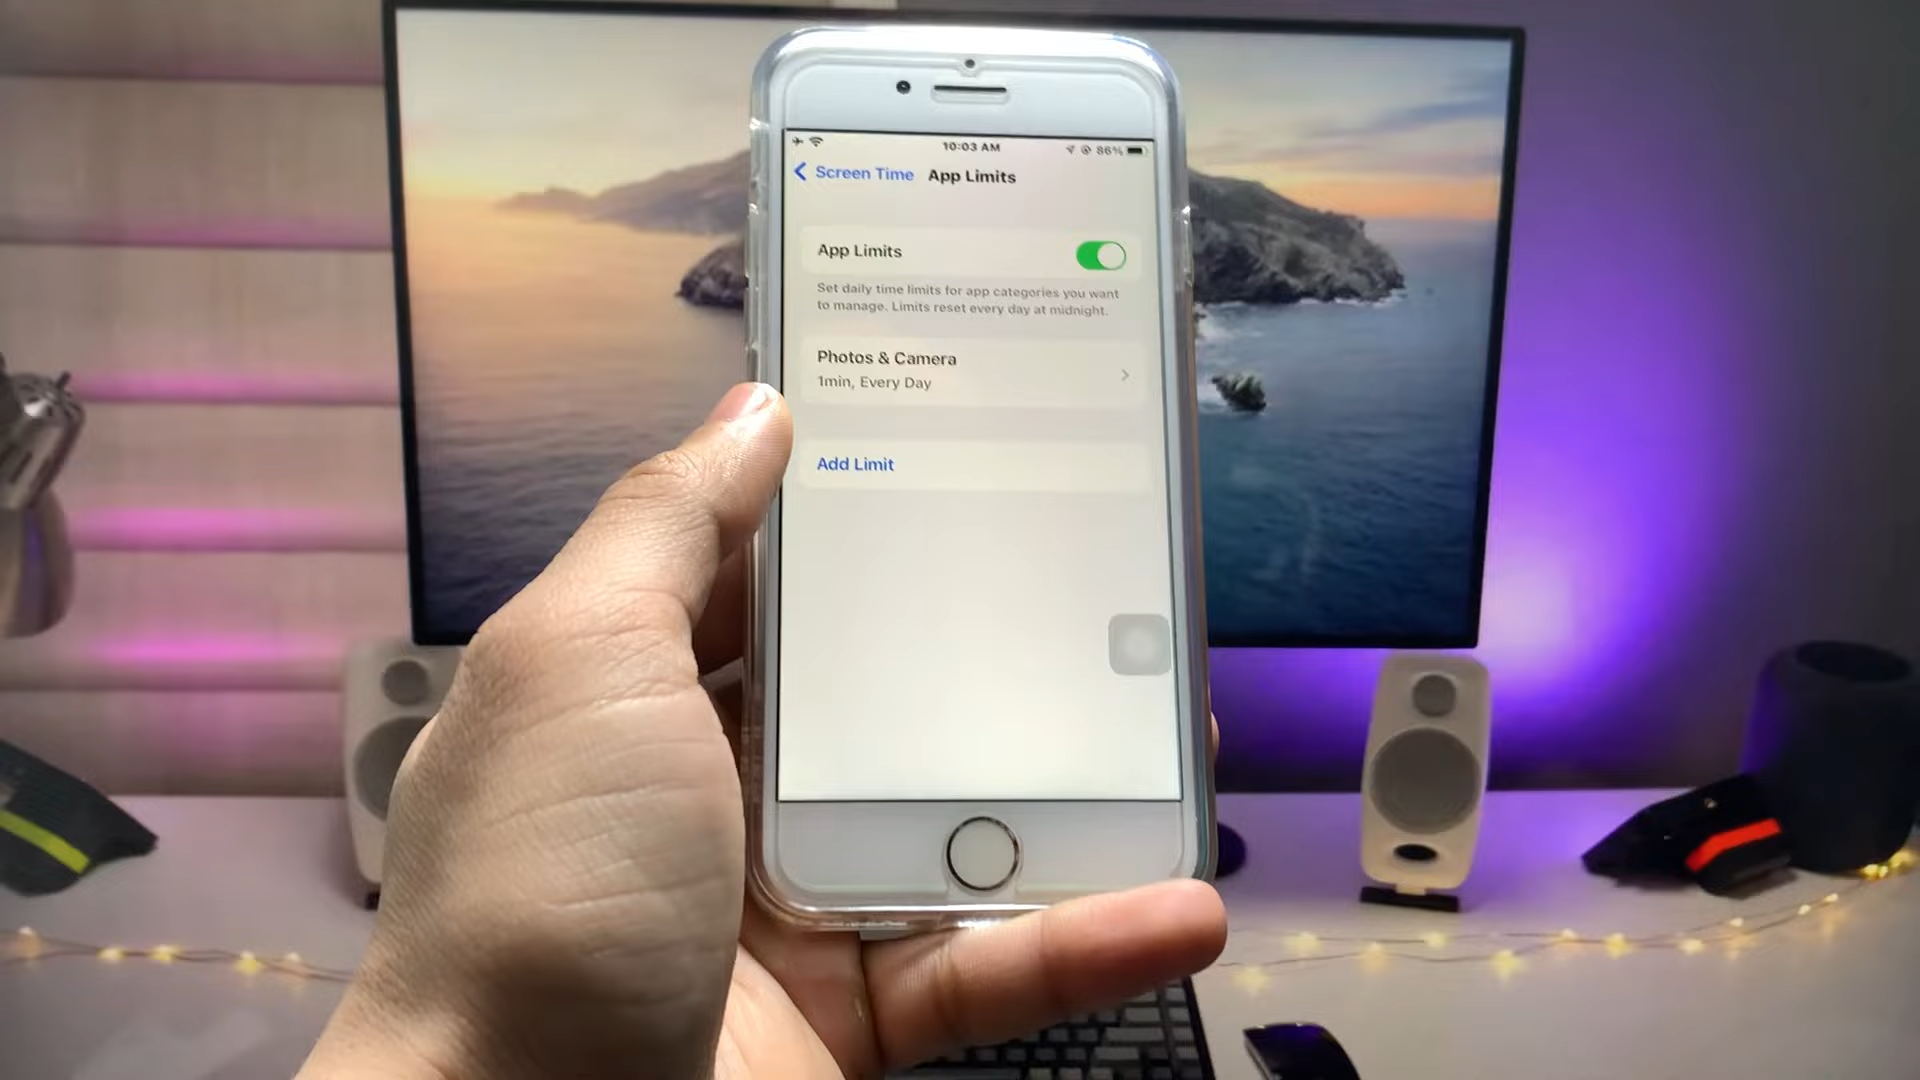 10:03 AM
86%
Screen Time App Limits
App Limits
Set daily time limits for app categories you want
to manage. Limits reset every day at midnight.
Photos & Camera
1min, Every Day
Add Limit